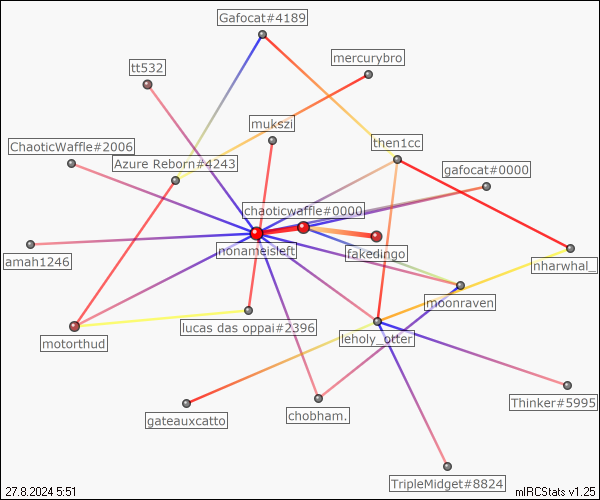 Gafocat#4189
mercurybro
tt532
mukszi
then1cc
ChaoticWaffle#2006
Azure Reborn#4243
gafocat#0000
chaoticwaffle#0000
nonameisleft
fakedingo
amah1246
nharwhal_
moonraven
lucas das oppai#2396
leholy_otter
motorthud
gateauxcatto
chobham.
Thinker#5995
TripleMidget#8824
27.8.2024 5:51
mIRCStats v1.25